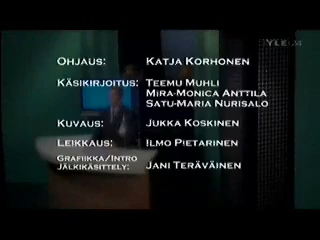 YLE
OHJAUS: KATJA KORHONEN
KÄSIKIRJOITUS: TEEMU MUHLI
MIRA-MONICA ANTTILA
SATU-MARIA NURISALO
KUVAUS: JUKKA KOSKINEN
LEIKKAUS: ILMO PIETARINEN
GRAFIIKKA/INTRO
JÄLKIKÄSITTELY: JANI TERÄVÄINEN